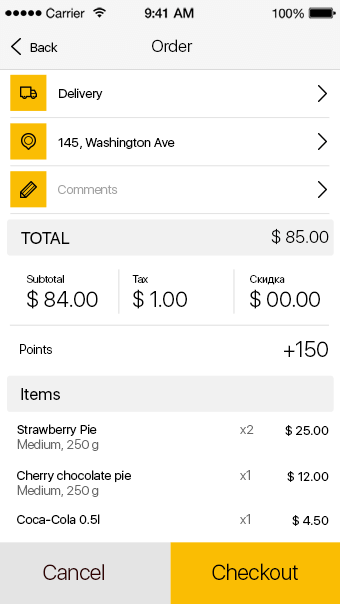 Carrier 9:41 AM 100%
Back Order
Delivery
145, Washington Ave
Comments
TOTAL $ 85.00
Subtotal Tax Скидка
$ 84.00 $ 1.00 $ 00.00
Points +150
Items
Strawberry Pie x2 $ 25.00
Medium, 250 g
Cherry chocolate pie x1 $ 12.00
Medium, 250 g
Coca-Cola 0.5l x1 $ 4.50
Cancel Checkout